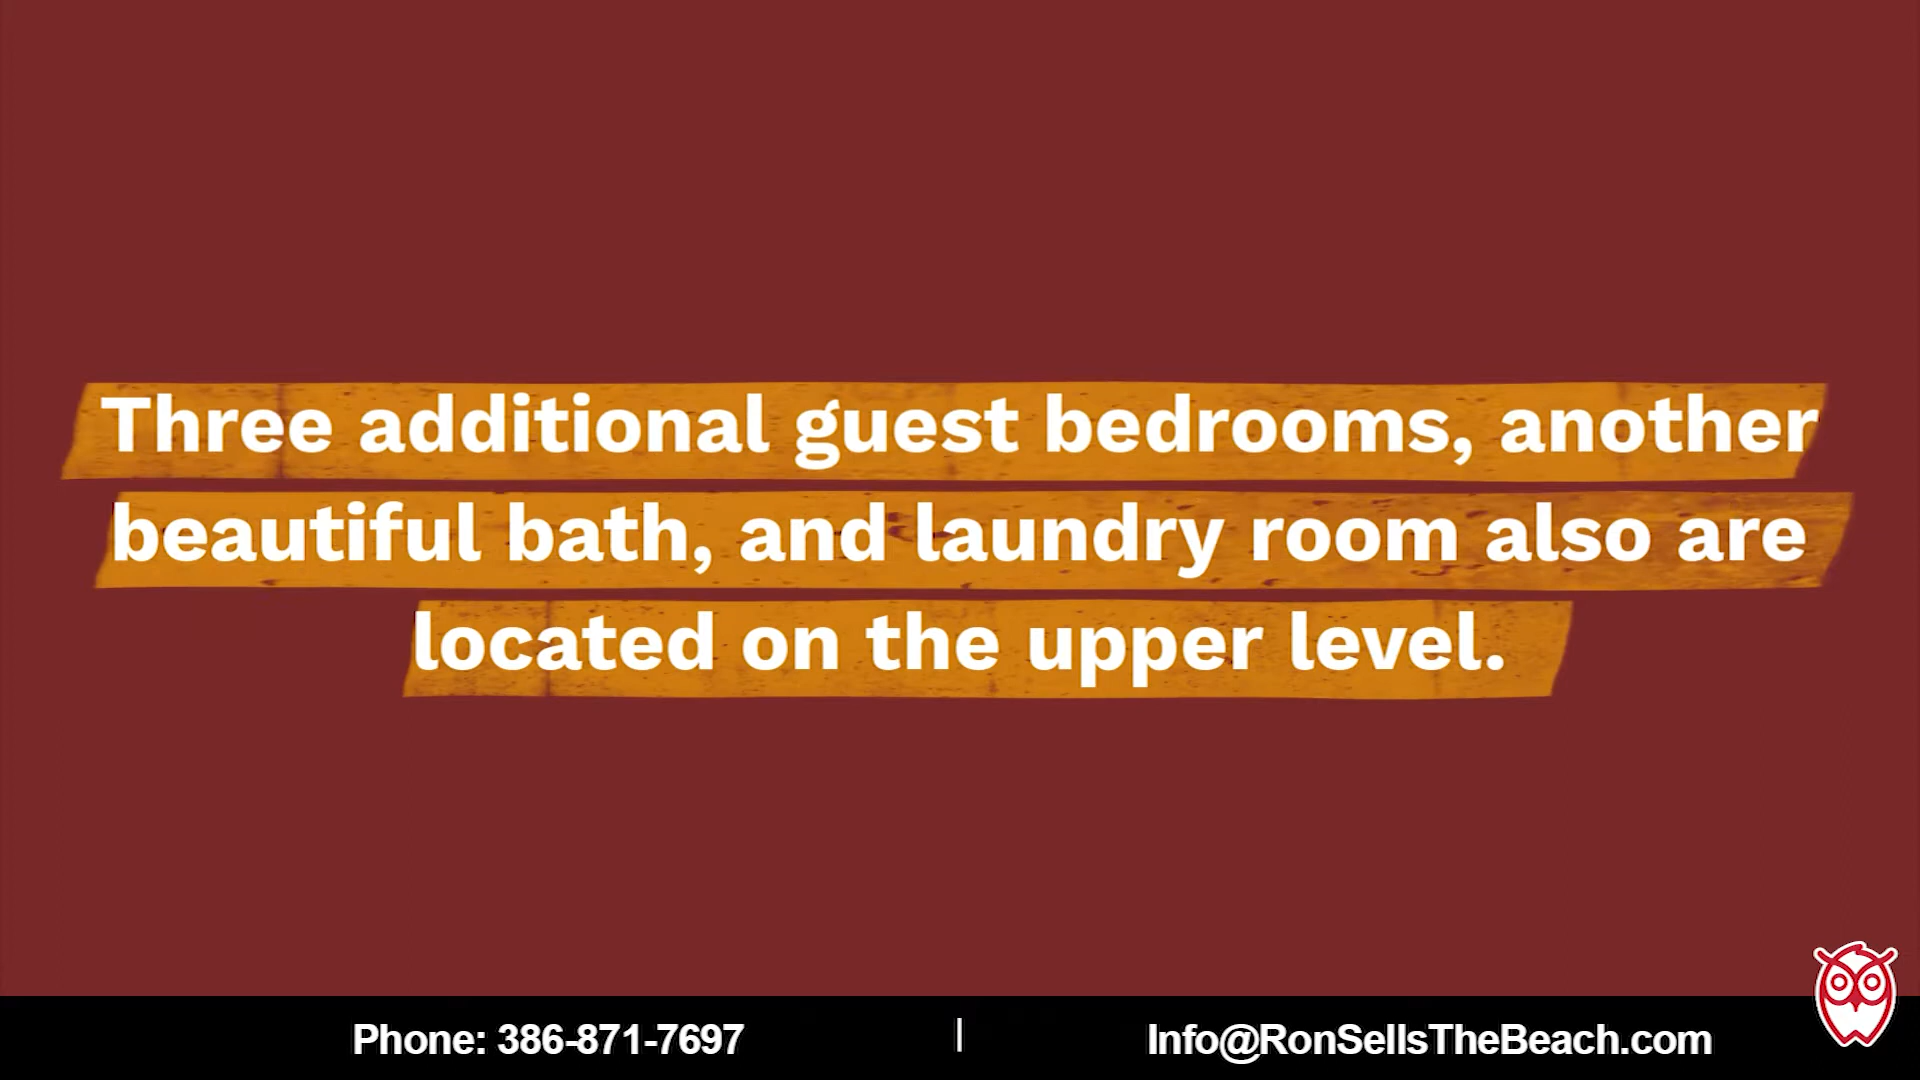 Three additional guest bedrooms, another
beautiful bath, and laundry room also are
located on the upper level.
Phone: 386-871-7697 | Info@RonSellsTheBeach.com